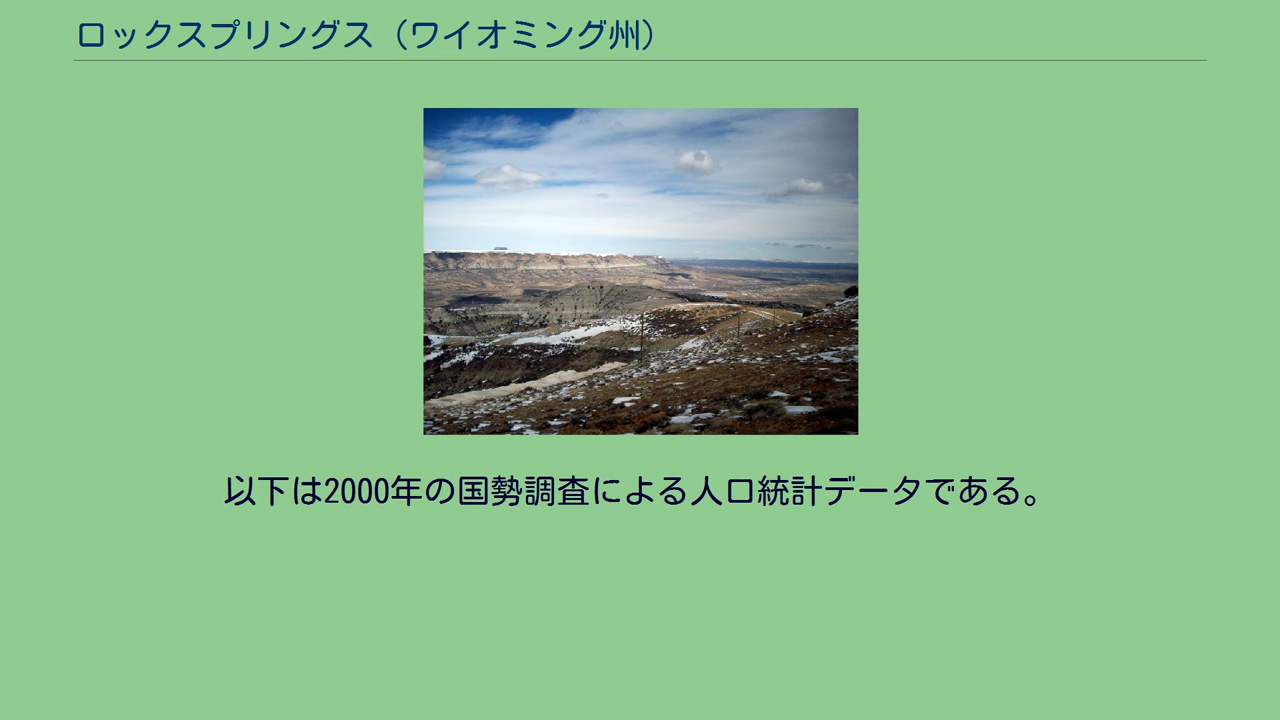 ロックスプリングス（ワイオミング州）
以下は2000年の国勢調査による人口統計データである。